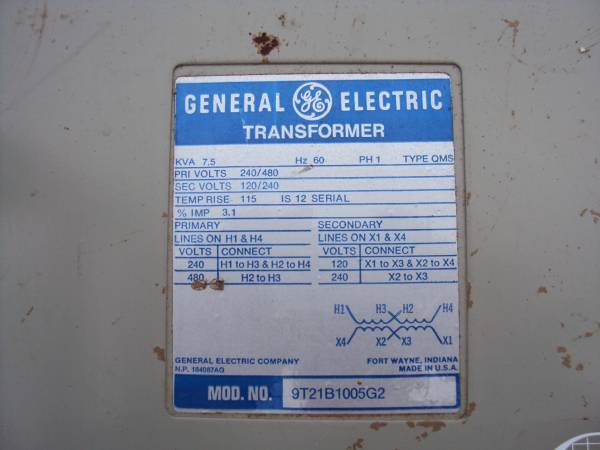 GENERAL GE ELECTRIC
TRANSFORMER
KVA 7.5 Hz 60 PH 1 TYPE QMS
PRI VOLTS 240/480
SEC VOLTS 120/240
TEMP RISE 115 IS 12 SERIAL
% IMP 3.1
PRIMARY SECONDARY
LINES ON H1 & H4 LINES ON X1 & X4
VOLTS CONNECT VOLTS CONNECT
240 H1 to H3 & H2 to H4 120 X1 to X3 & X2 to X4
480 H2 to H3 240 X2 to X3
H1 H3 H2 H4
X4 X2 X3 X1
GENERAL ELECTRIC COMPANY FORT WAYNE, INDIANA
N.P. 164087AG MADE IN U.S.A.
MOD. NO. 9T21B1005G2